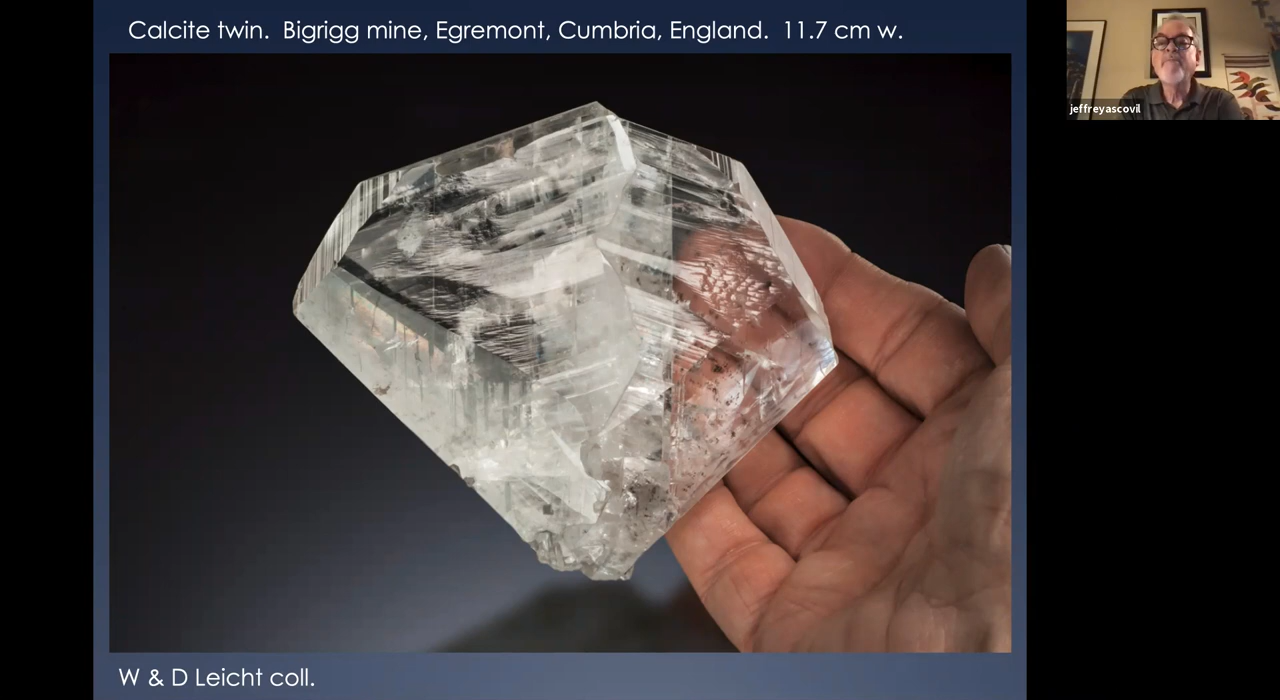 Calcite twin.  Bigrigg mine, Egremont, Cumbria, England.  11.7 cm w.
jeffreyascovil
W & D Leicht coll.